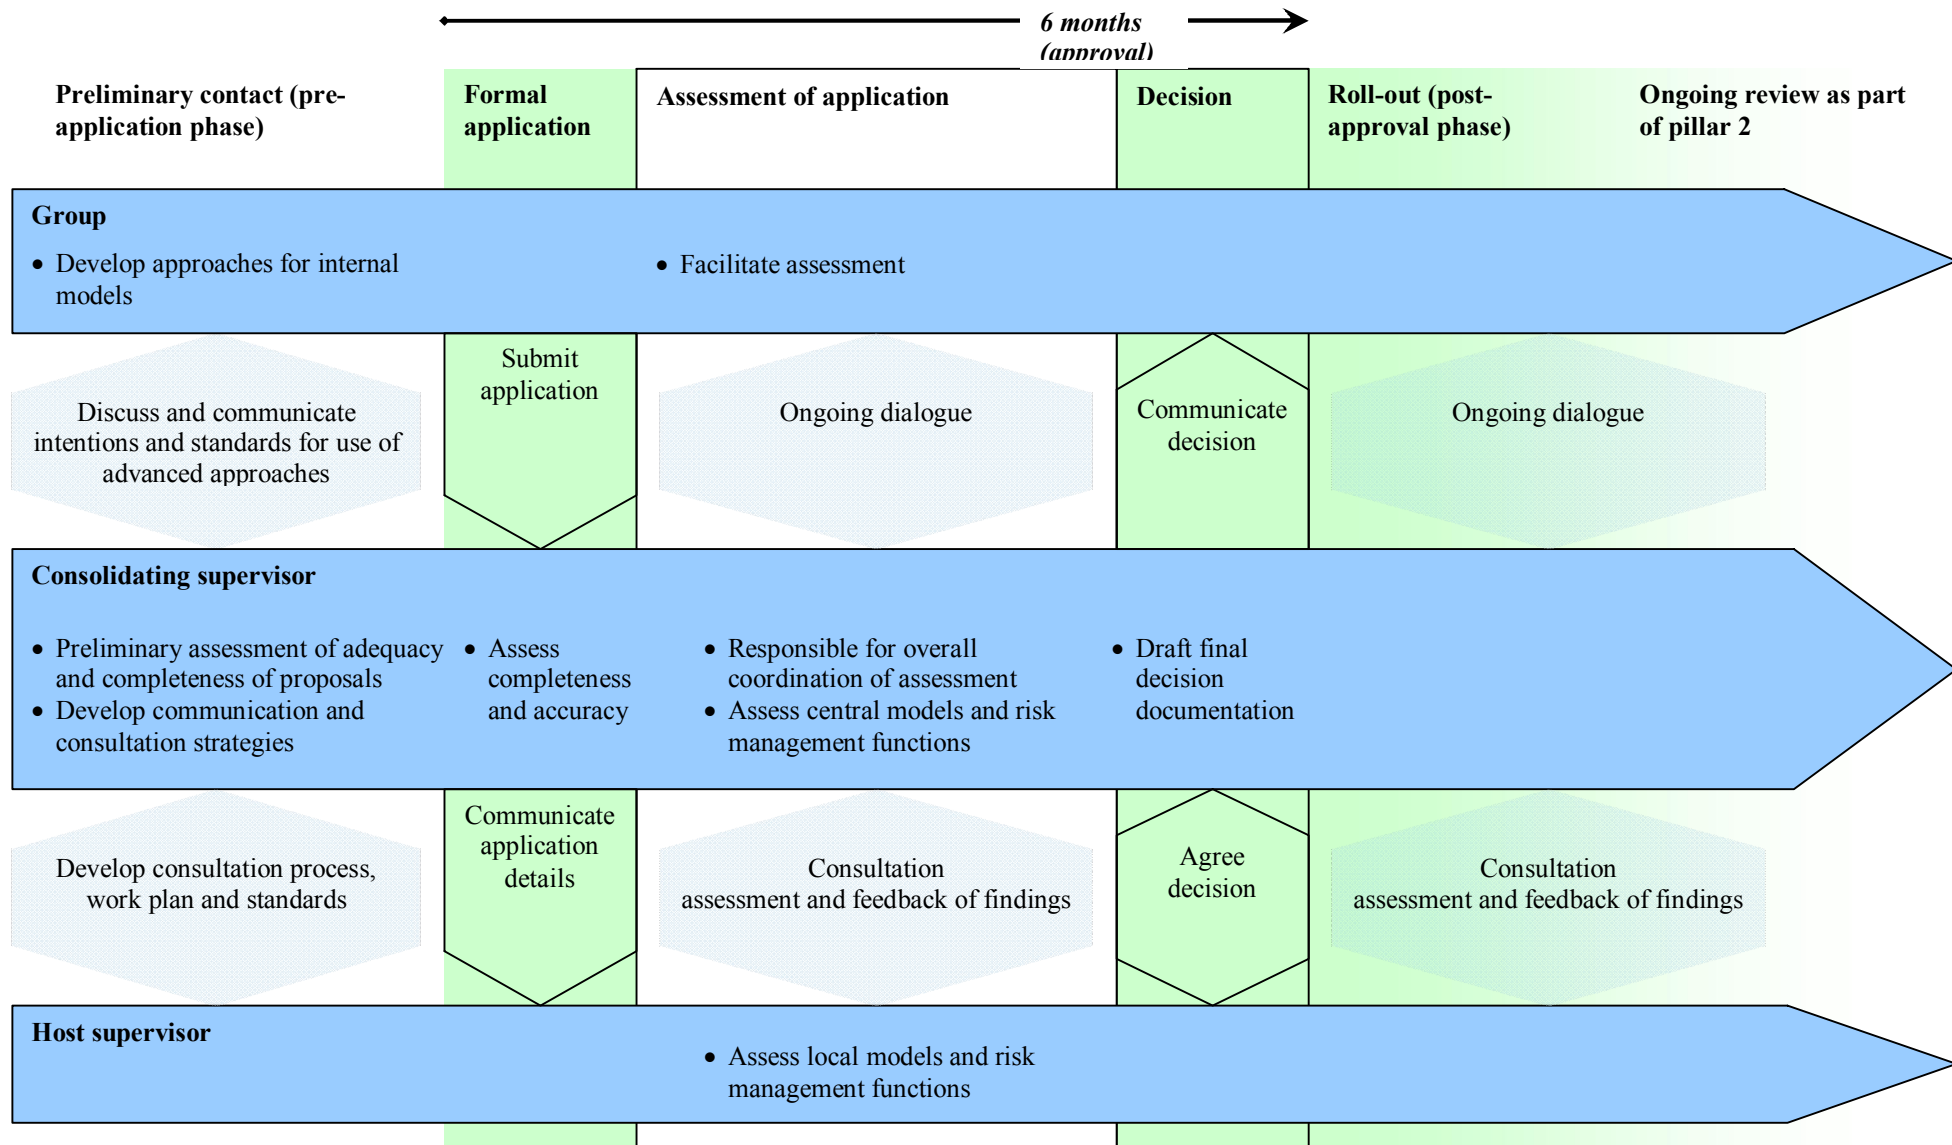 6 months
(approval)
Preliminary contact (pre-
application phase)
Formal
application
Assessment of application
Decision
Roll-out (post-
approval phase)
Ongoing review as part
of pillar 2
Group
• Develop approaches for internal
models
• Facilitate assessment
Discuss and communicate
intentions and standards for use of
advanced approaches
Submit
application
Ongoing dialogue
Communicate
decision
Ongoing dialogue
Consolidating supervisor
• Preliminary assessment of adequacy
and completeness of proposals
• Develop communication and
consultation strategies
• Assess
completeness
and accuracy
• Responsible for overall
coordination of assessment
• Assess central models and risk
management functions
• Draft final
decision
documentation
Develop consultation process,
work plan and standards
Communicate
application
details
Consultation
assessment and feedback of findings
Agree
decision
Consultation
assessment and feedback of findings
Host supervisor
• Assess local models and risk
management functions